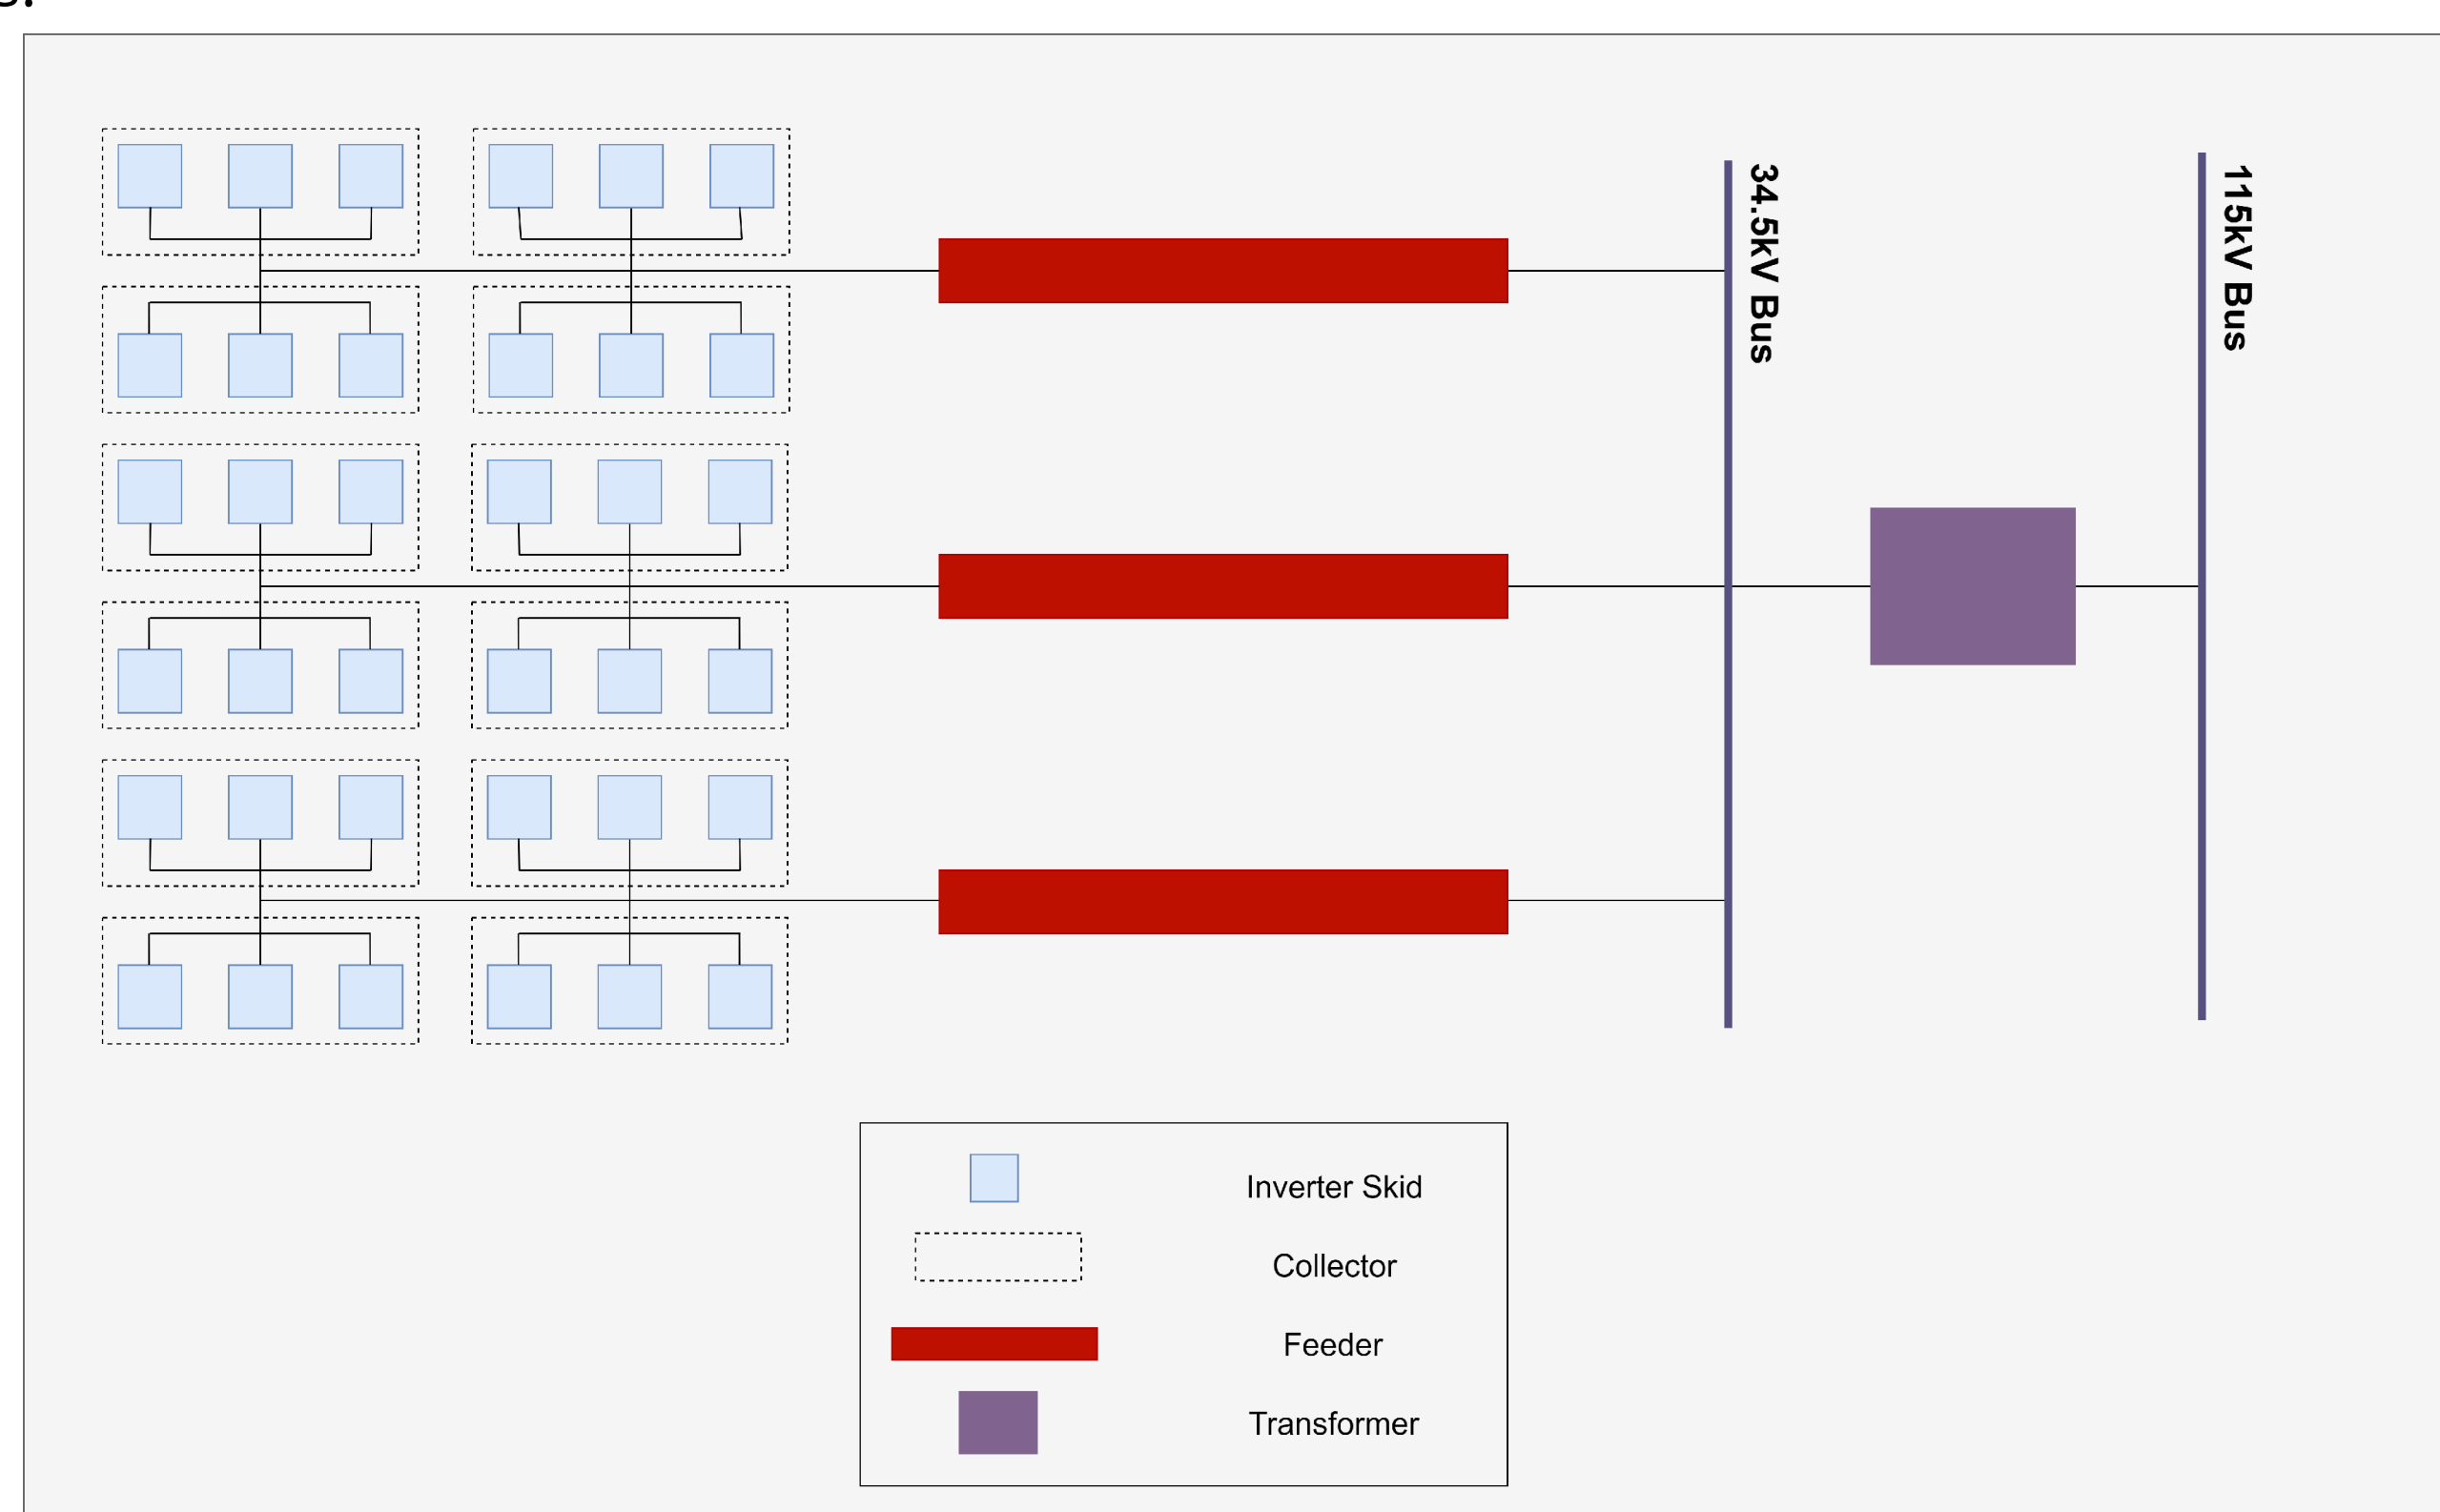 34.5kV Bus
115kV Bus
Inverter Skid
Collector
Feeder
Transformer